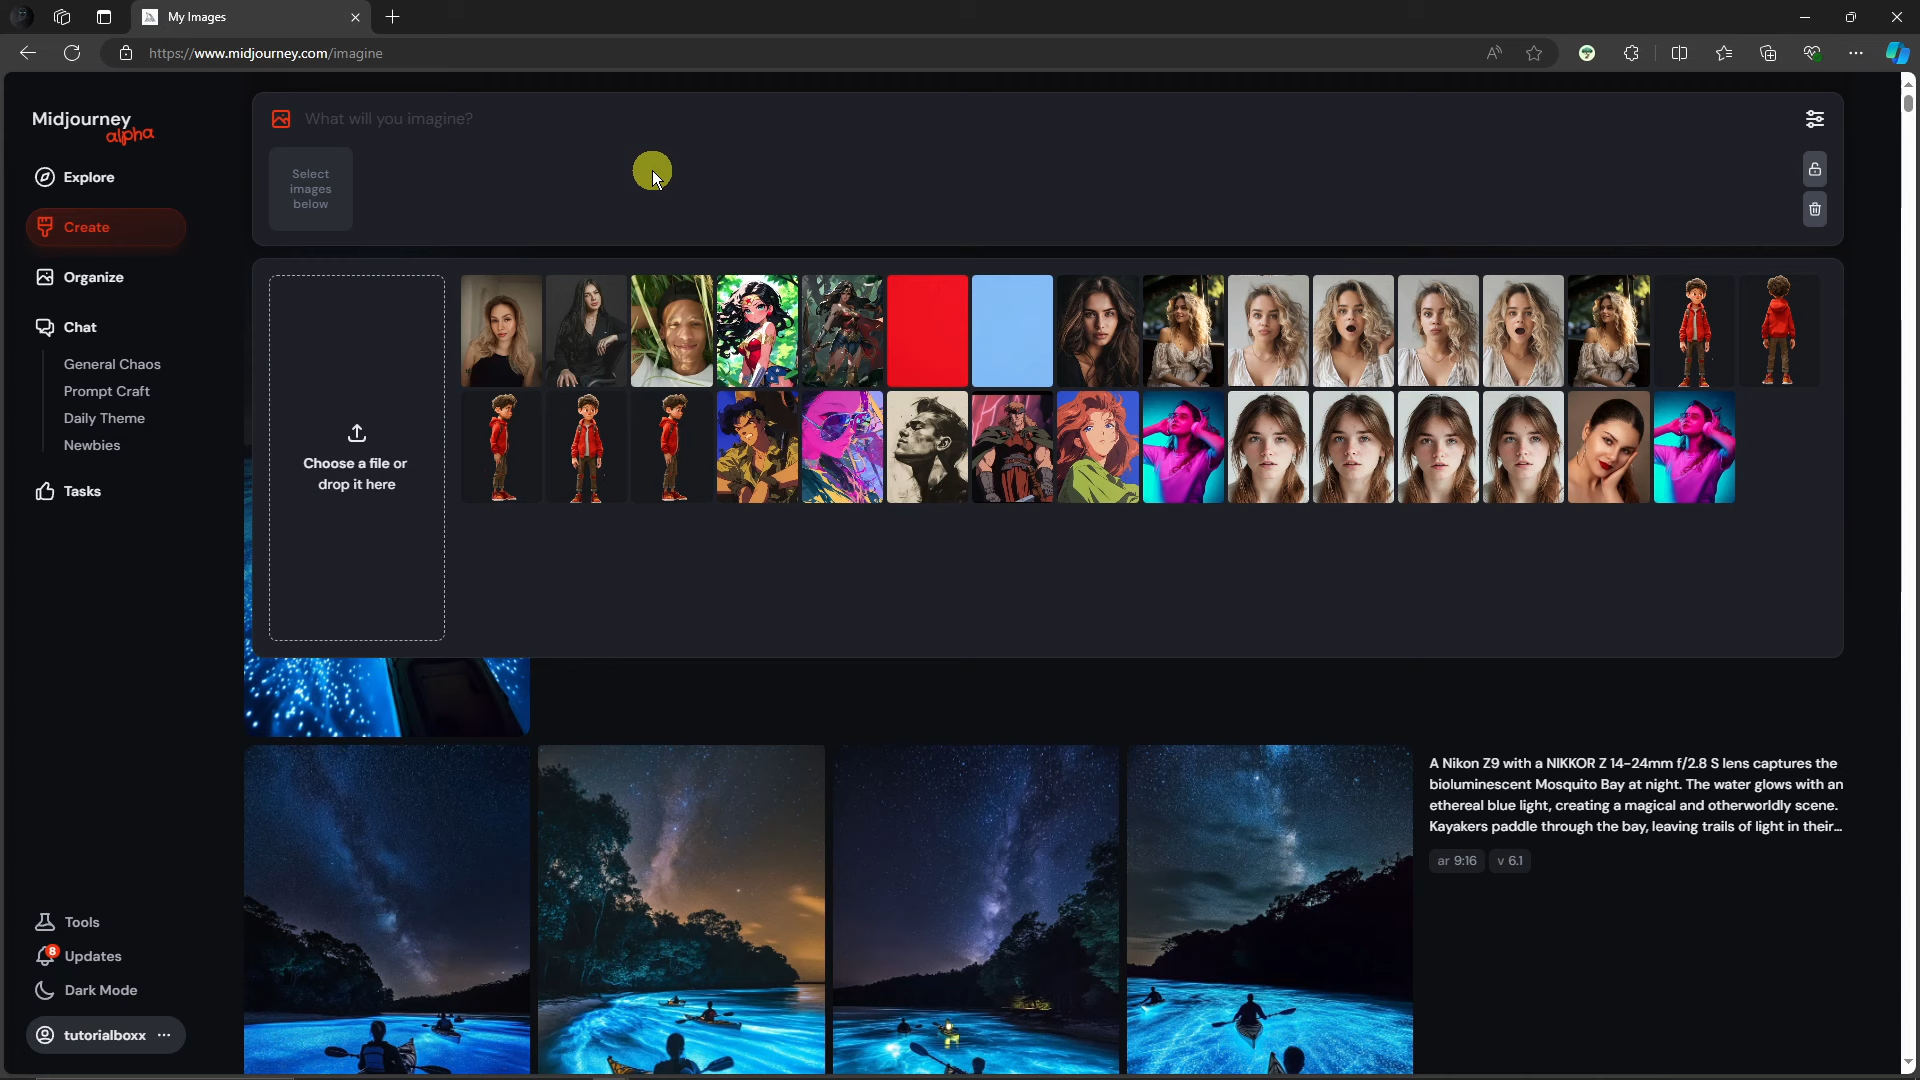 My Images
https://www.midjourney.com/imagine
Midjourney
alpha
What will you imagine?
Select
images
below
Explore
Create
Organize
Chat
General Chaos
Prompt Craft
Daily Theme
Newbies
Tasks
Choose a file or
drop it here
A Nikon Z9 with a NIKKOR Z 14-24mm f/2.8 S lens captures the
bioluminescent Mosquito Bay at night. The water glows with an
ethereal blue light, creating a magical and otherworldly scene.
Kayakers paddle through the bay, leaving trails of light in their...
ar 9:16 v 6.1
Tools
8
Updates
Dark Mode
tutorialboxx